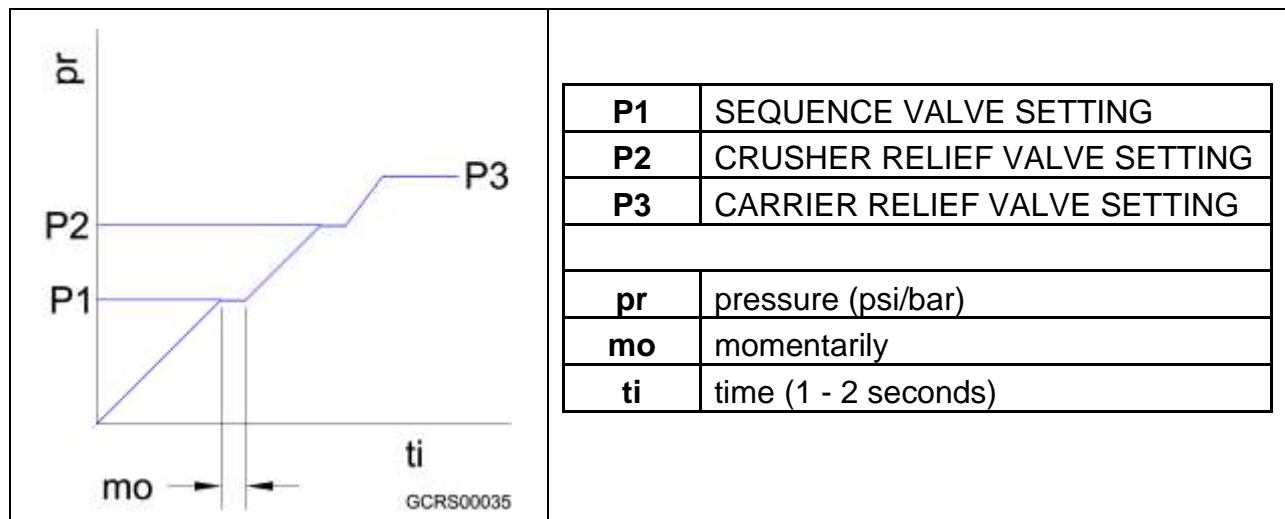 pr
P3
P2
P1
ti
mo
GCRS00035
P1 SEQUENCE VALVE SETTING
P2 CRUSHER RELIEF VALVE SETTING
P3 CARRIER RELIEF VALVE SETTING
pr pressure (psi/bar)
mo momentarily
ti time (1 - 2 seconds)